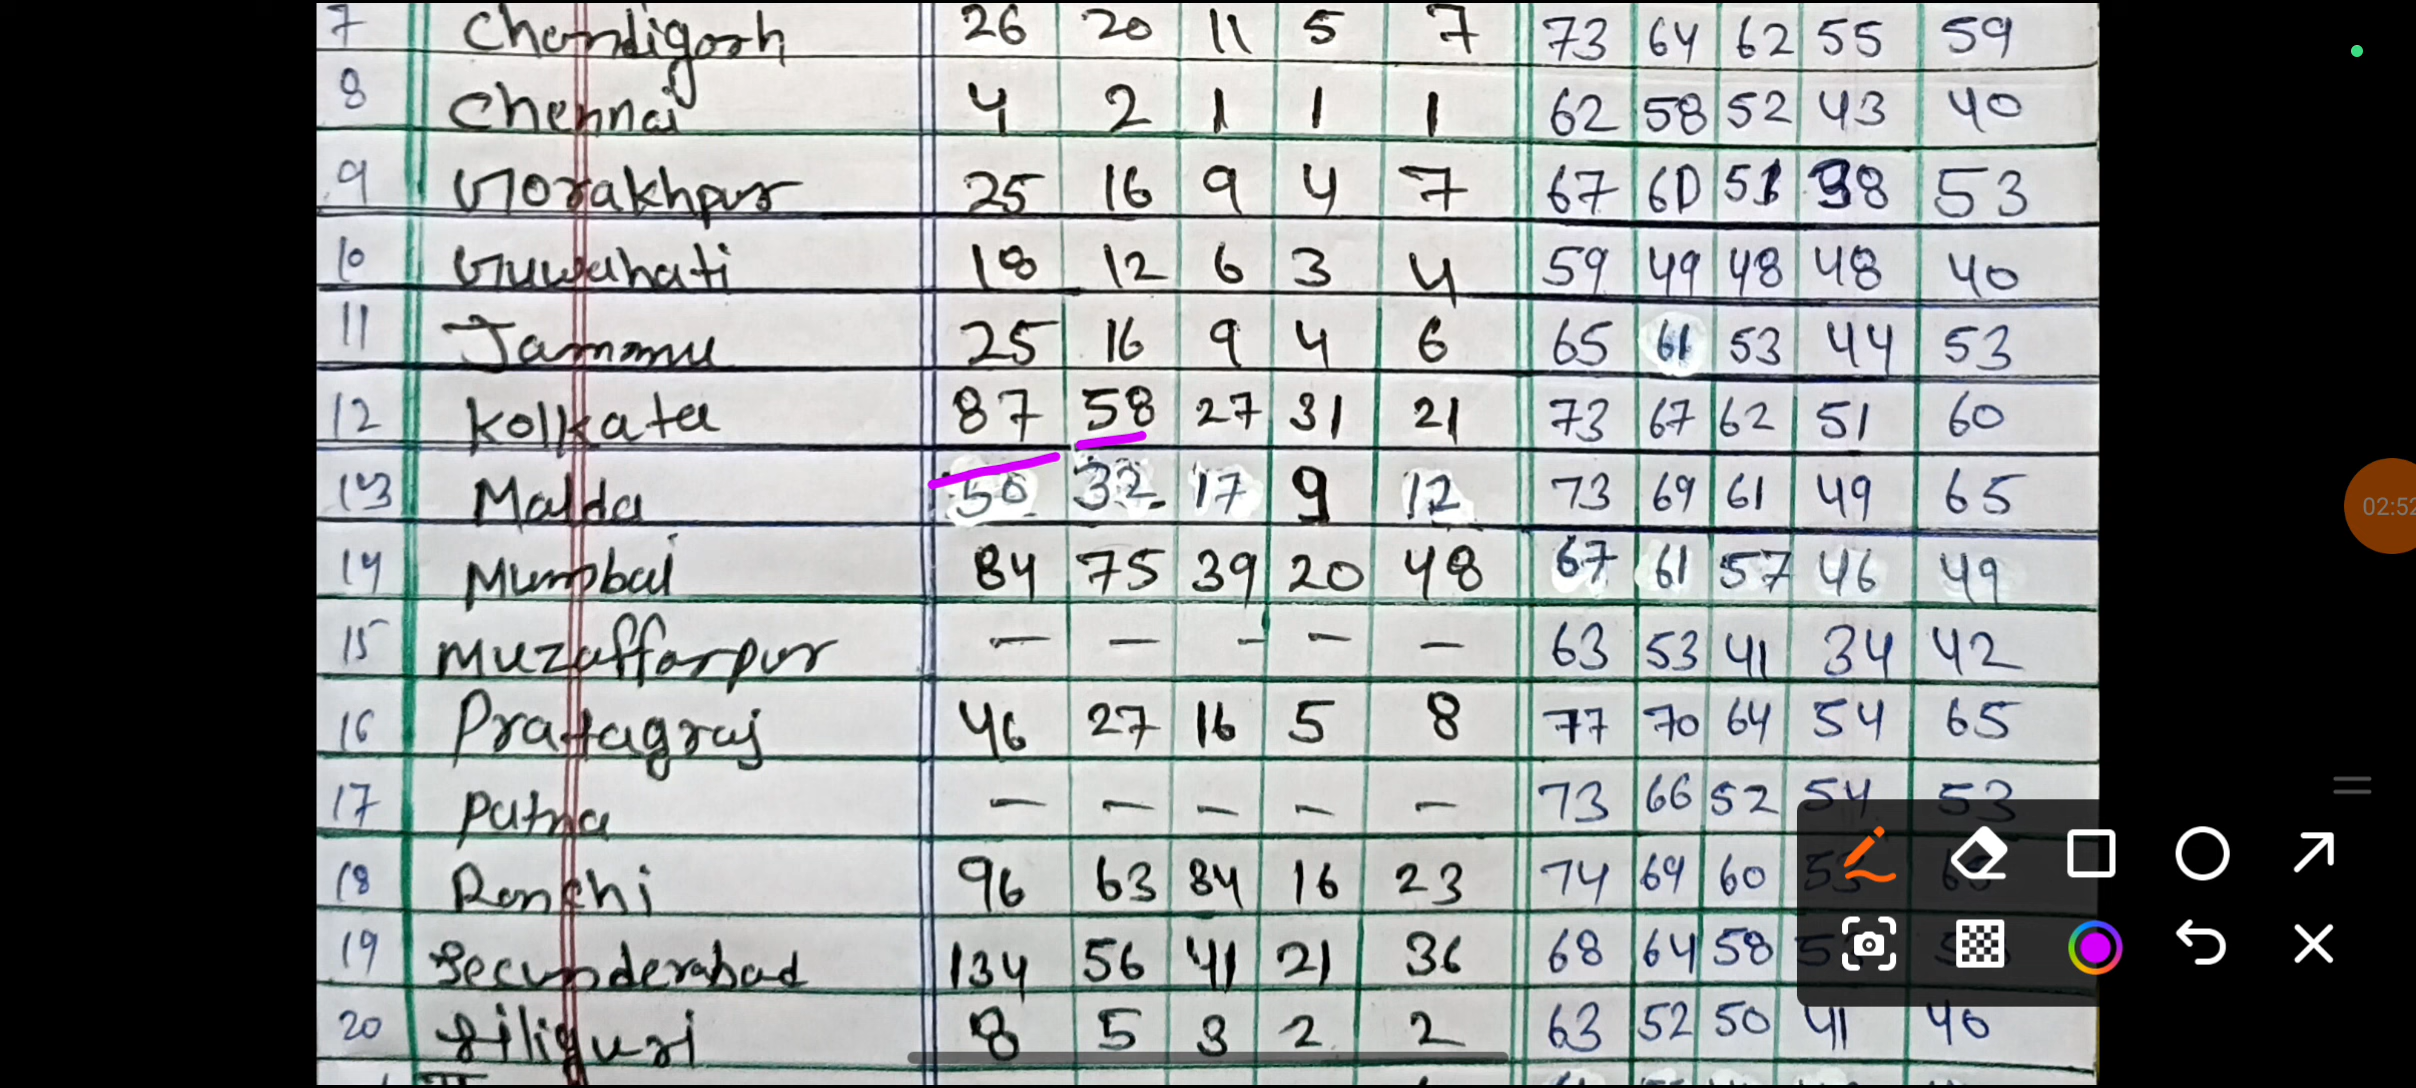 7 Chandigarh 26 20 11 5 7 73 64 62 55 59
8 Chennai 4 2 1 1 1 62 58 52 43 40
9 Gorakhpur 25 16 9 4 7 67 60 51 38 53
10 Guwahati 18 12 6 3 4 59 49 48 48 40
11 Jammu 25 16 9 4 6 65 61 53 44 53
12 Kolkata 87 58 27 31 21 73 67 62 51 60
13 Malda 50 32 17 9 12 73 69 61 49 65
14 Mumbai 84 75 39 20 48 67 61 57 46 49
15 Muzaffarpur – – – – – 63 53 41 34 42
16 Pratagraj 46 27 16 5 8 77 70 64 54 65
17 Patna – – – – – 73 66 52 54 53
18 Ranchi 96 63 34 16 23 74 69 60 53
19 Secunderabad 134 56 41 21 36 68 64 58
20 Siliguri 8 5 3 2 2 63 52 50 41 40
02:52